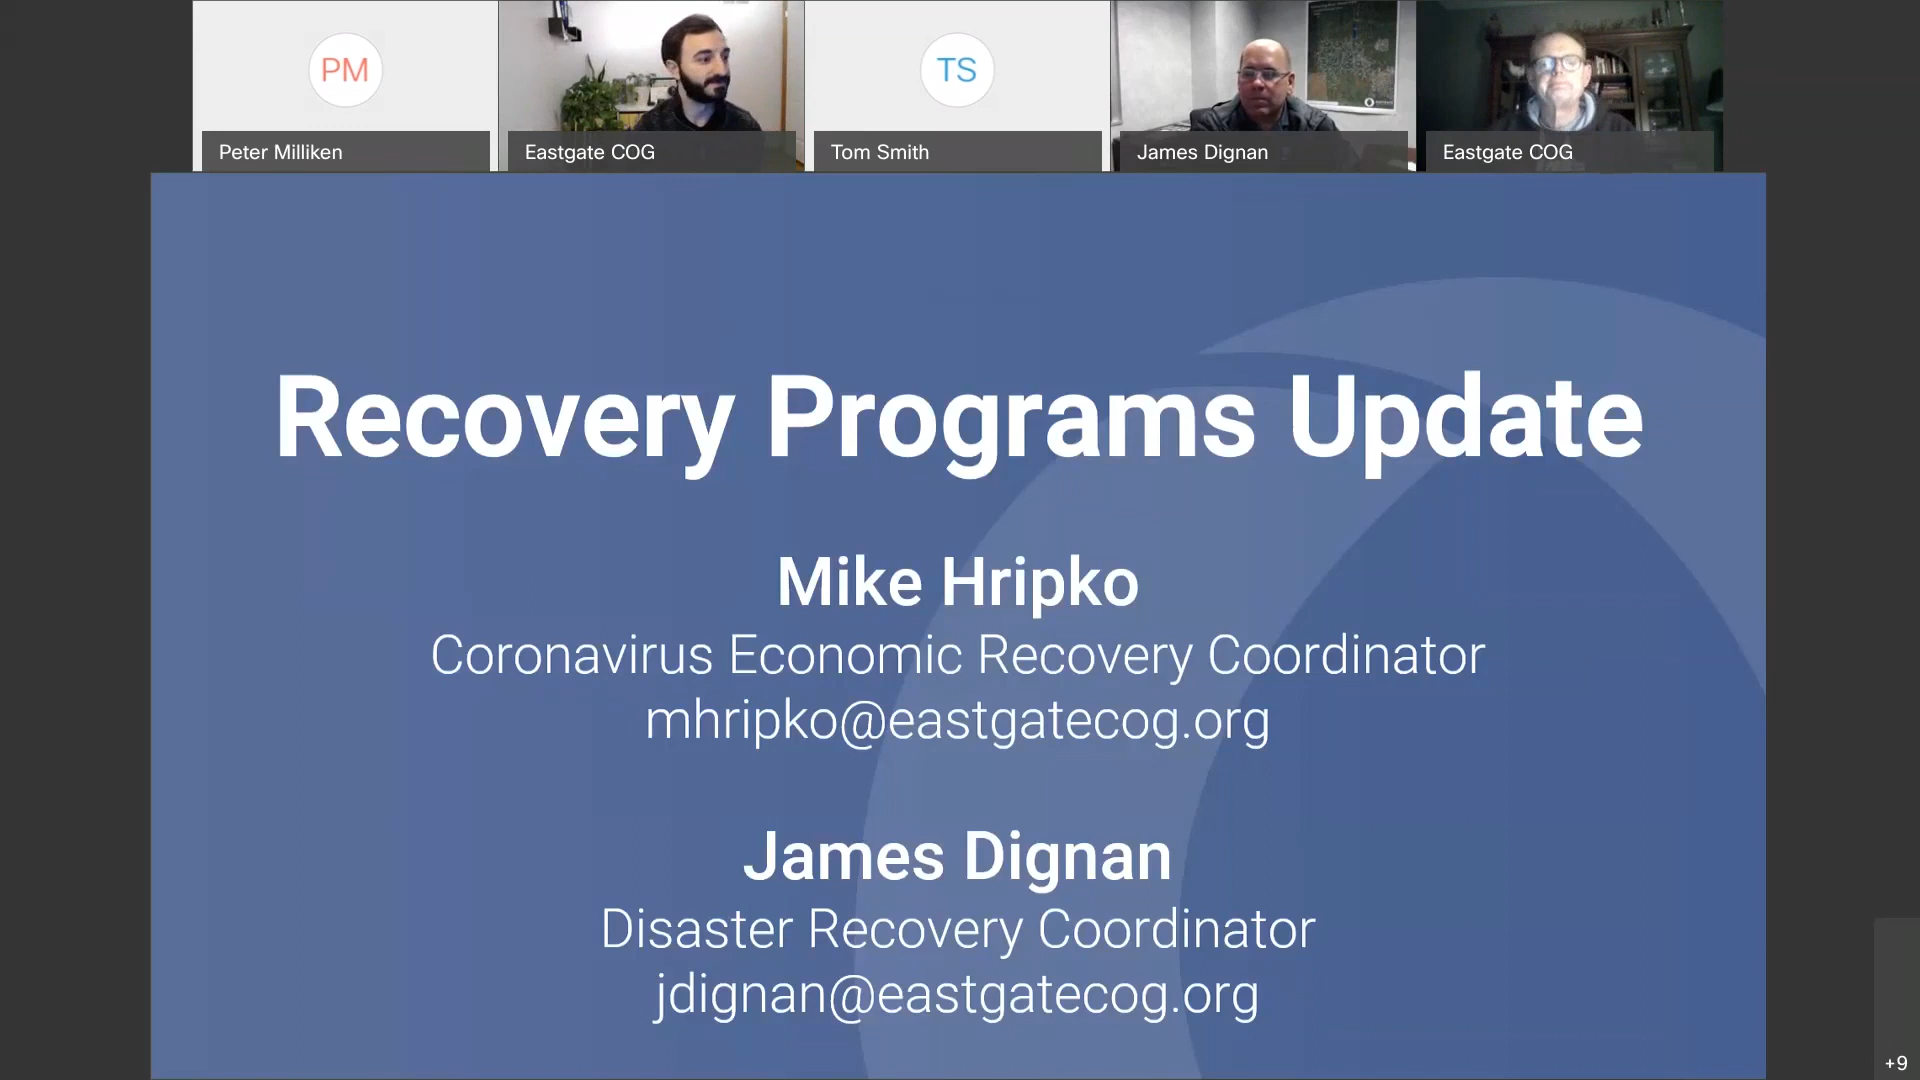 PM
TS
Peter Milliken
Eastgate COG
Tom Smith
James Dignan
Eastgate COG
Recovery Programs Update
Mike Hripko
Coronavirus Economic Recovery Coordinator
mhripko@eastgatecog.org
James Dignan
Disaster Recovery Coordinator
jdignan@eastgatecog.org
+9